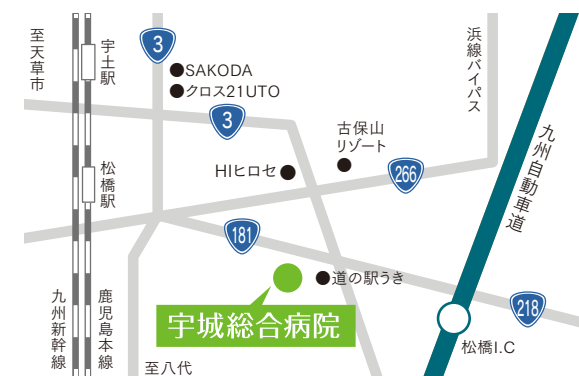 至天草市
宇土駅
3
SAKODA
クロス21UTO
3
浜線バイパス
古保山
リゾート
HIヒロセ
266
九州自動車道
松橋駅
181
道の駅うき
218
宇城総合病院
九州新幹線
鹿児島本線
至八代
松橋I.C